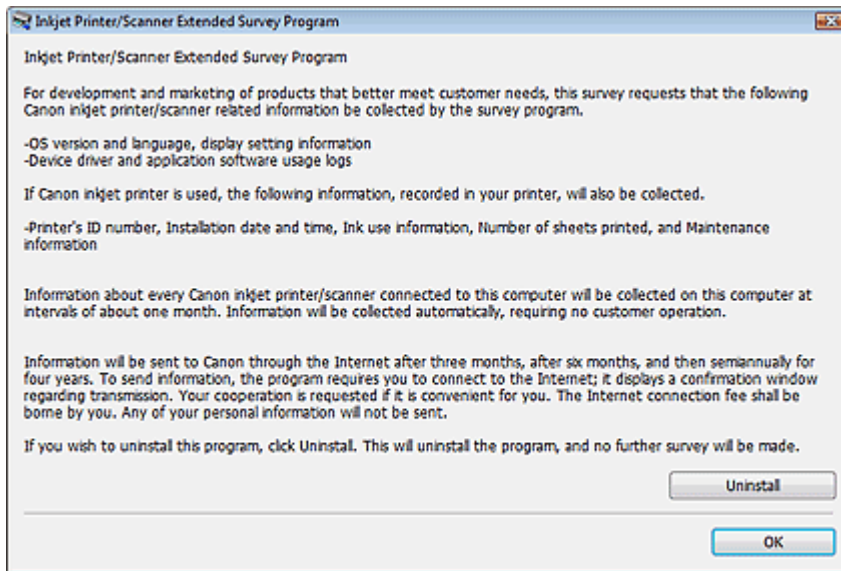 Inkjet Printer/Scanner Extended Survey Program
Inkjet Printer/Scanner Extended Survey Program
For development and marketing of products that better meet customer needs, this survey requests that the following
Canon inkjet printer/scanner related information be collected by the survey program.
-OS version and language, display setting information
-Device driver and application software usage logs
If Canon inkjet printer is used, the following information, recorded in your printer, will also be collected.
-Printer's ID number, Installation date and time, Ink use information, Number of sheets printed, and Maintenance
information
Information about every Canon inkjet printer/scanner connected to this computer will be collected on this computer at
intervals of about one month. Information will be collected automatically, requiring no customer operation.
Information will be sent to Canon through the Internet after three months, after six months, and then semiannually for
four years. To send information, the program requires you to connect to the Internet; it displays a confirmation window
regarding transmission. Your cooperation is requested if it is convenient for you. The Internet connection fee shall be
borne by you. Any of your personal information will not be sent.
If you wish to uninstall this program, click Uninstall. This will uninstall the program, and no further survey will be made.
Uninstall
OK